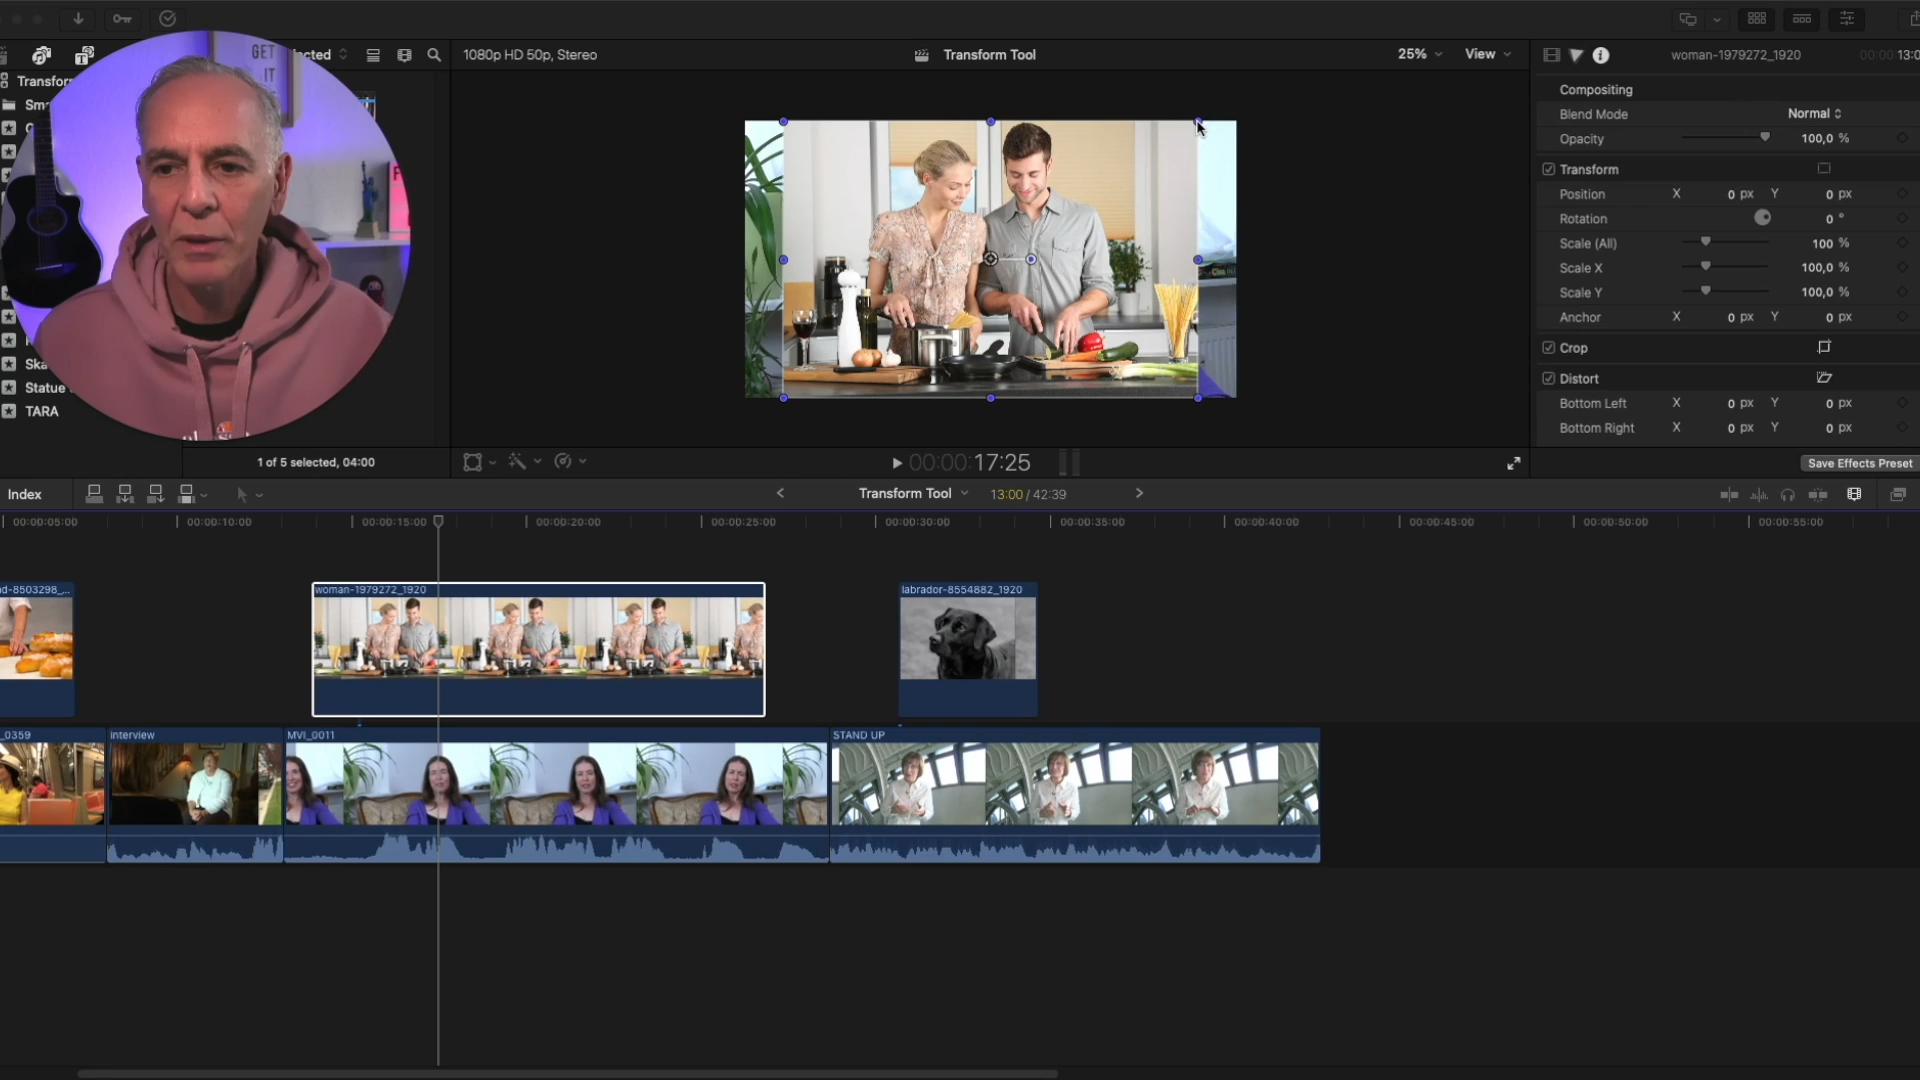 GET
IT
cted
1080p HD 50p, Stereo
Transform Tool
25%
View
woman-1979272_1920
00:00
13:0
Transform
Compositing
Blend Mode
Normal
Opacity
100,0 %
Transform
Position
X
0 px
Y
0 px
Rotation
0 °
Scale (All)
100 %
Scale X
100,0 %
Scale Y
100,0 %
Anchor
X
0 px
Y
0 px
Crop
Distort
Bottom Left
X
0 px
Y
0 px
Bottom Right
X
0 px
Y
0 px
Statue
TARA
1 of 5 selected, 04:00
00:00:00:17:25
Save Effects Preset
Index
Transform Tool
13:00 / 42:39
00:00:05:00
00:00:10:00
00:00:15:00
00:00:20:00
00:00:25:00
00:00:30:00
00:00:35:00
00:00:40:00
00:00:45:00
00:00:50:00
00:00:55:00
d-8503298_...
woman-1979272_1920
labrador-8554882_1920
_0359
interview
MVI_0011
STAND UP